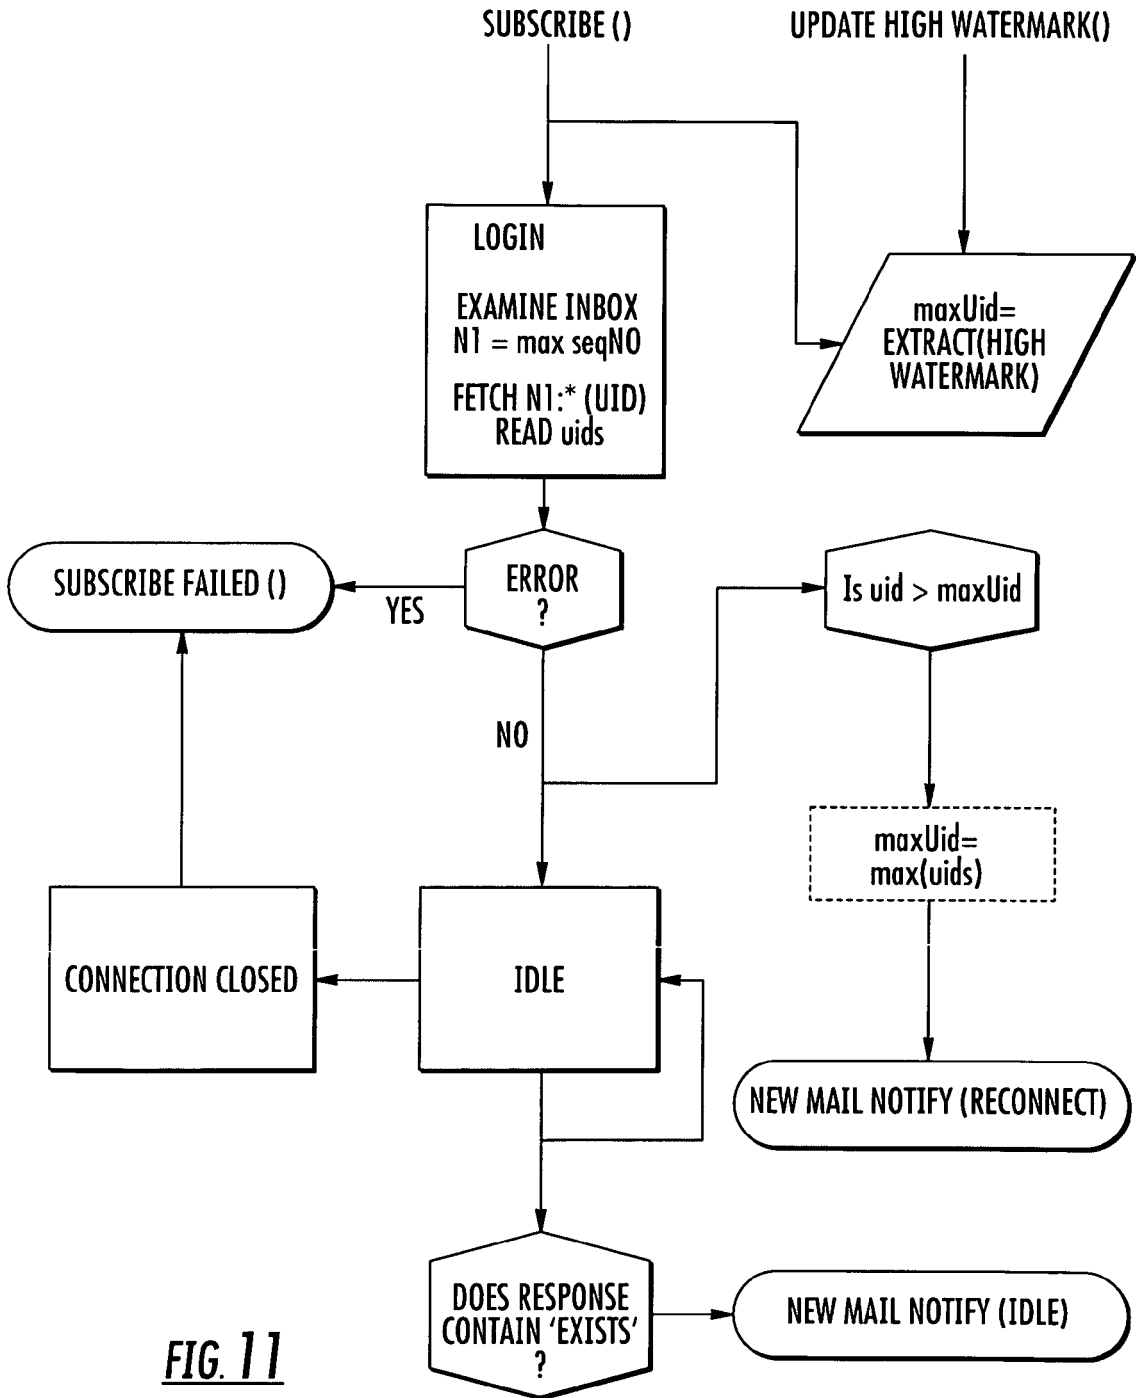 SUBSCRIBE ()
UPDATE HIGH WATERMARK()
LOGIN
EXAMINE INBOX
N1 = max seqNO
FETCH N1:* (UID)
READ uids
maxUid=
EXTRACT(HIGH
WATERMARK)
SUBSCRIBE FAILED ()
YES
ERROR
?
Is uid > maxUid
NO
maxUid=
max(uids)
CONNECTION CLOSED
IDLE
NEW MAIL NOTIFY (RECONNECT)
DOES RESPONSE
CONTAIN 'EXISTS'
?
NEW MAIL NOTIFY (IDLE)
FIG. 11